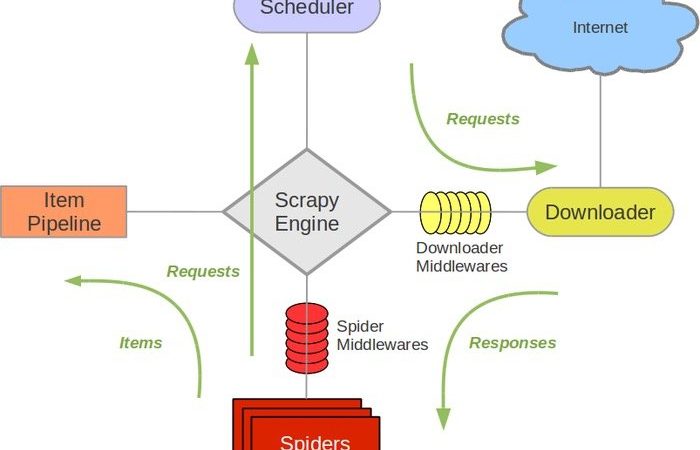 Scheduler
Internet
Requests
Item
Pipeline
Scrapy
Engine
Downloader
Downloader
Middlewares
Requests
Spider
Middlewares
Items
Responses
Spiders